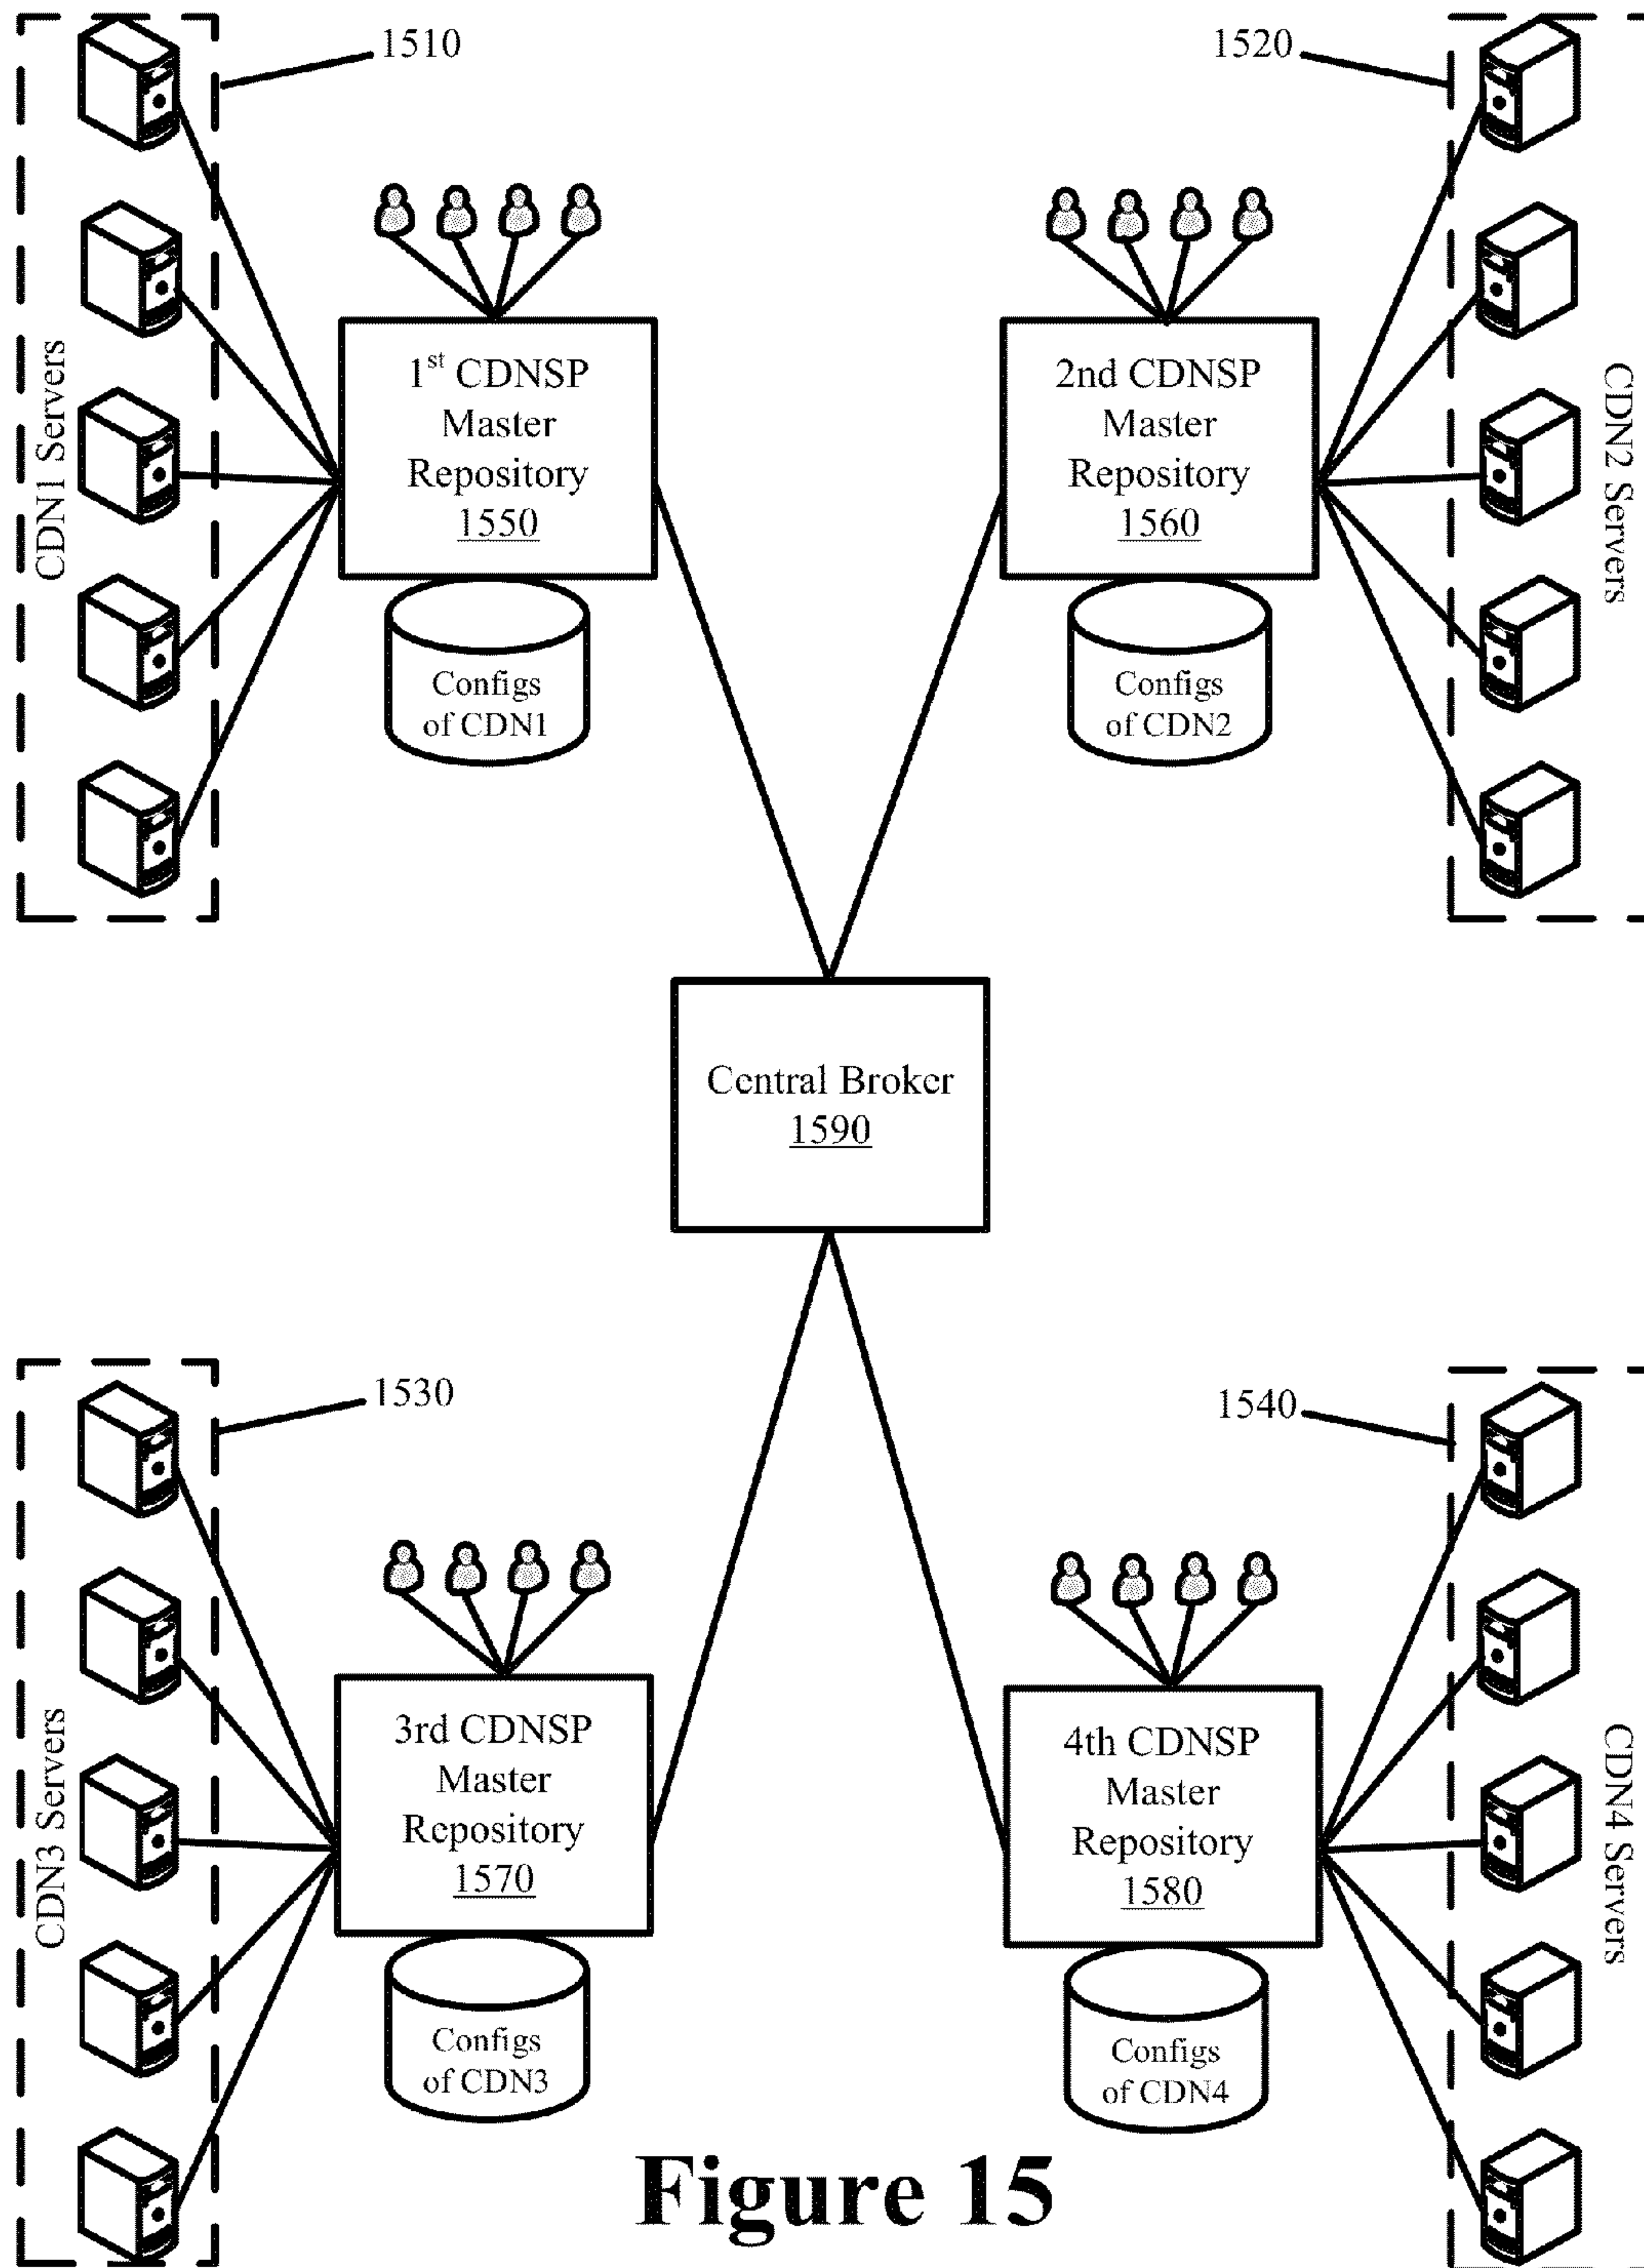 1510
1520
CDN1 Servers
1st CDNSP
Master
Repository
1550
Configs
of CDN1
2nd CDNSP
Master
Repository
1560
Configs
of CDN2
CDN2 Servers
Central Broker
1590
1530
1540
CDN3 Servers
3rd CDNSP
Master
Repository
1570
Configs
of CDN3
4th CDNSP
Master
Repository
1580
Configs
of CDN4
CDN4 Servers
Figure 15